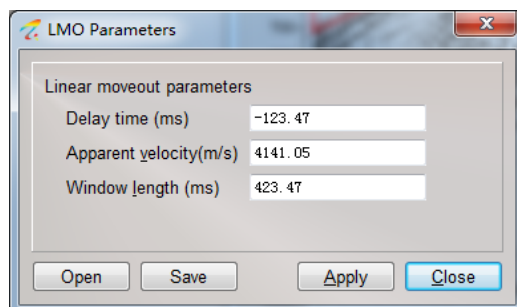 LMO Parameters
Linear moveout parameters
Delay time (ms) -123.47
Apparent velocity(m/s) 4141.05
Window length (ms) 423.47
Open Save Apply Close